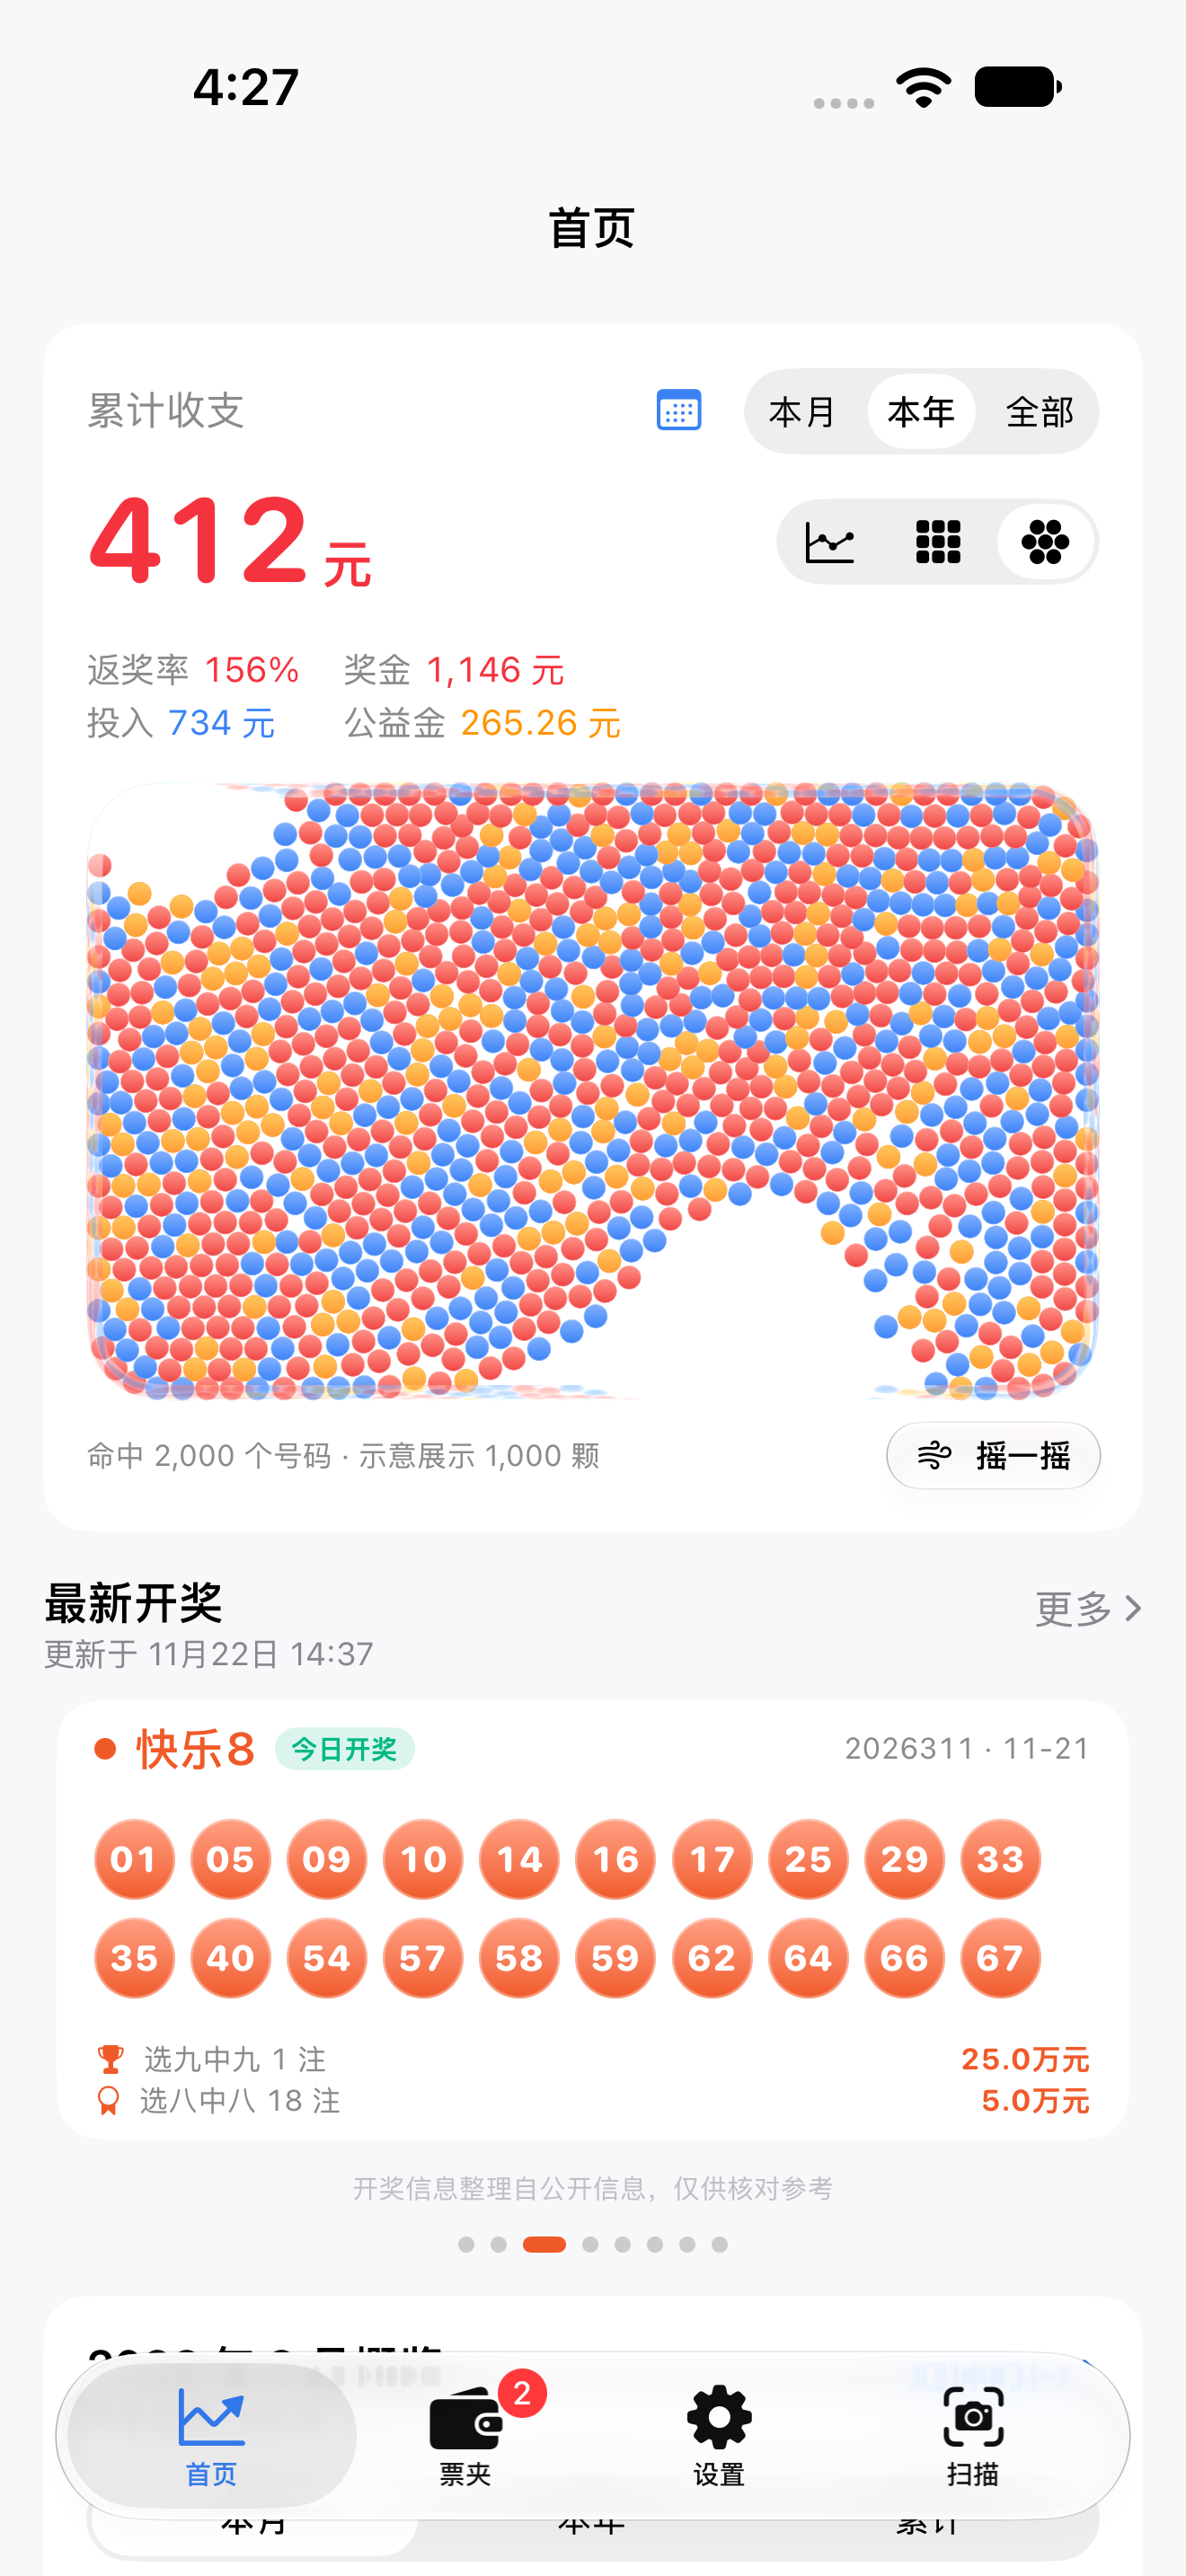 4:27
首页
累计收支
本月 本年 全部
412 元
返奖率 156% 奖金 1,146 元
投入 734 元 公益金 265.26 元
命中 2,000 个号码 · 示意展示 1,000 颗
摇一摇
最新开奖
更多
更新于 11月22日 14:37
快乐8 今日开奖 2026311 · 11-21
01 05 09 10 14 16 17 25 29 33
35 40 54 57 58 59 62 64 66 67
选九中九 1 注 25.0万元
选八中八 18 注 5.0万元
开奖信息整理自公开信息，仅供核对参考
2
首页 票夹 设置 扫描
本月 本年 累计